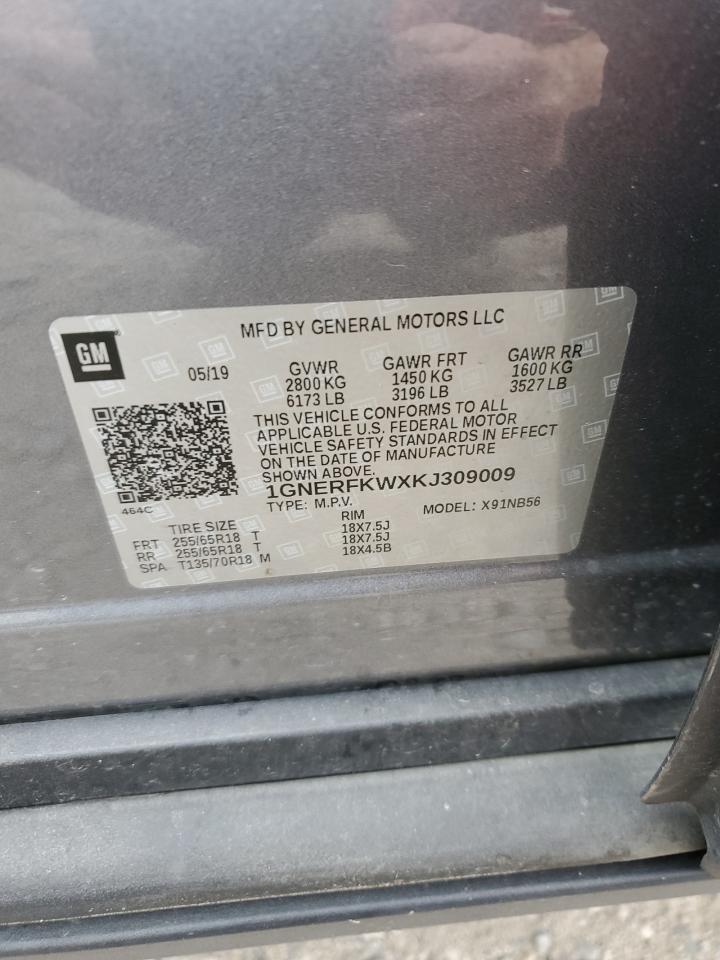 GM
MFD BY GENERAL MOTORS LLC
05/19
GVWR GAWR FRT GAWR RR
2800 KG 1450 KG 1600 KG
6173 LB 3196 LB 3527 LB
THIS VEHICLE CONFORMS TO ALL
APPLICABLE U.S. FEDERAL MOTOR
VEHICLE SAFETY STANDARDS IN EFFECT
ON THE DATE OF MANUFACTURE
SHOWN ABOVE.
1GNERFKWXKJ309009
464C
TYPE: M.P.V. MODEL: X91NB56
TIRE SIZE RIM
FRT 255/65R18 T 18X7.5J
RR 255/65R18 T 18X7.5J
SPA T135/70R18 M 18X4.5B